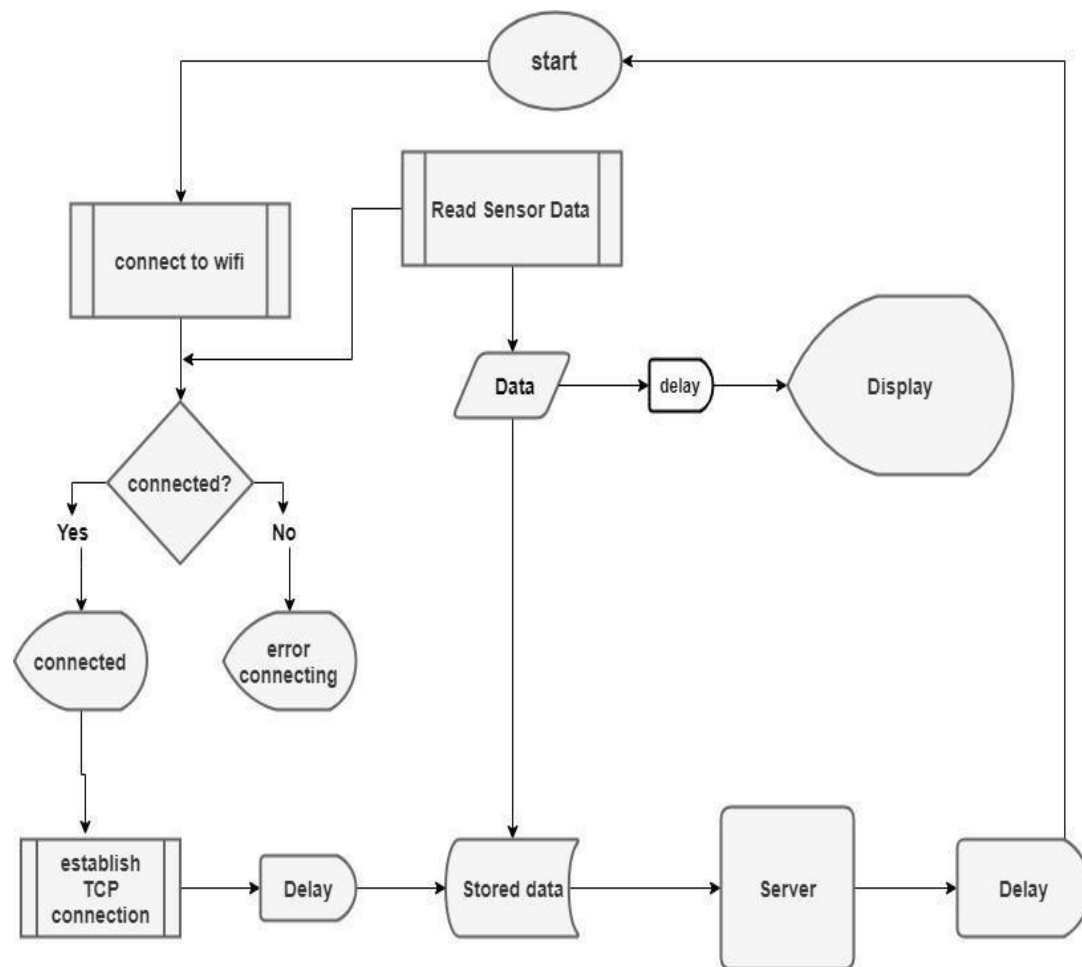 start
Read Sensor Data
connect to wifi
Data
delay
Display
connected?
Yes
No
connected
error
connecting
establish
TCP
connection
Delay
Stored data
Server
Delay